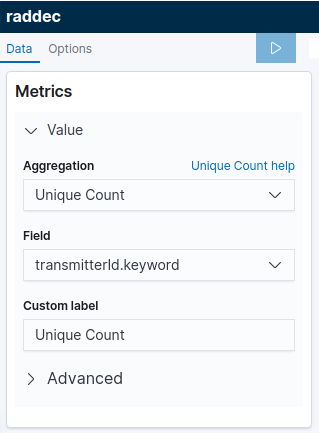 raddec
Data Options
Metrics
Value
Aggregation Unique Count help
Unique Count
Field
transmitterId.keyword
Custom label
Unique Count
Advanced